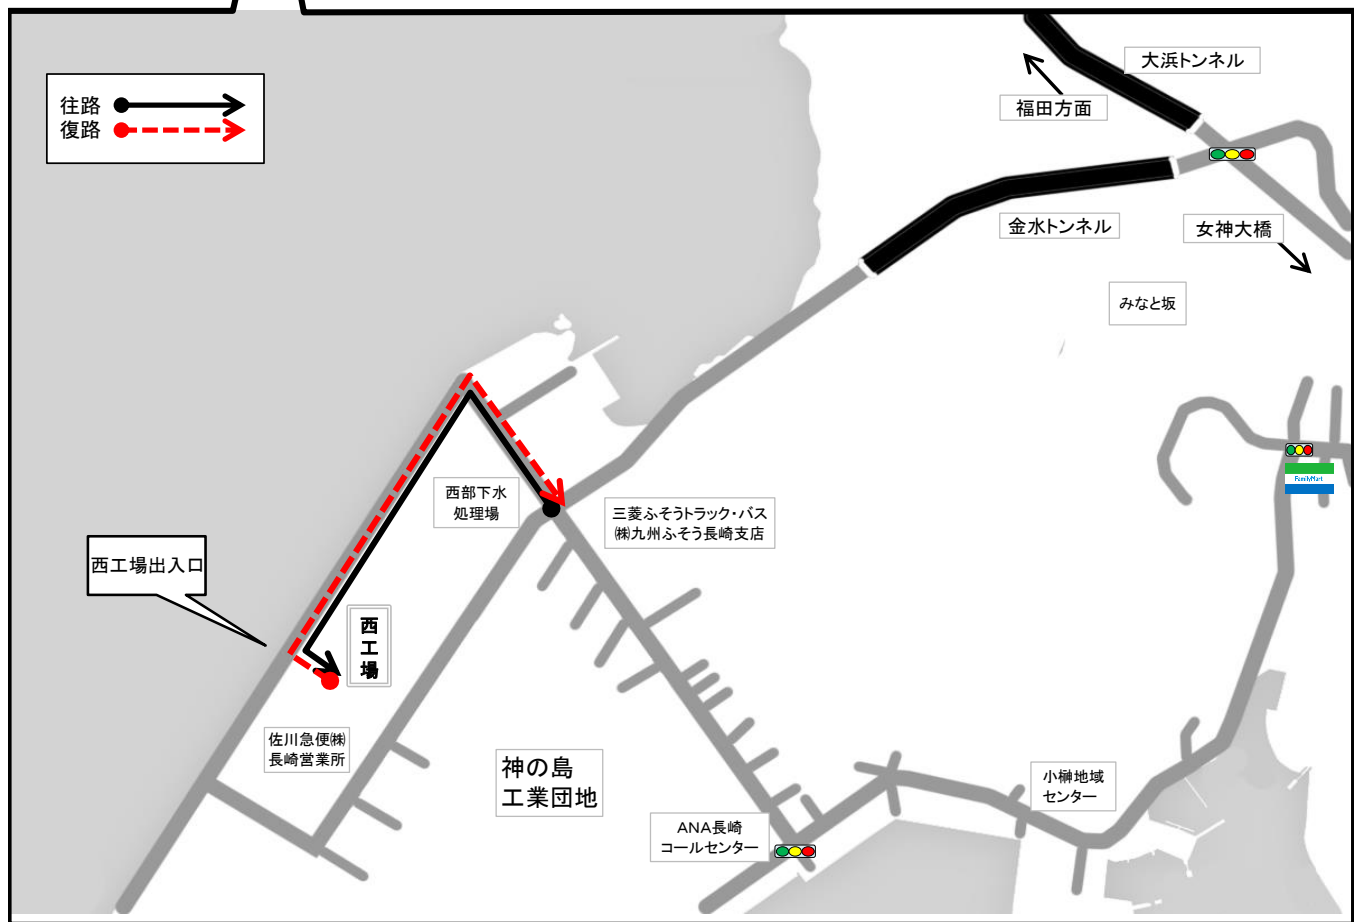 大浜トンネル
往路
復路
福田方面
金水トンネル
女神大橋
みなと坂
FamilyMart
西部下水
処理場
三菱ふそうトラック・バス
㈱九州ふそう長崎支店
西工場出入口
西
工
場
佐川急便㈱
長崎営業所
神の島
工業団地
小榊地域
センター
ANA長崎
コールセンター